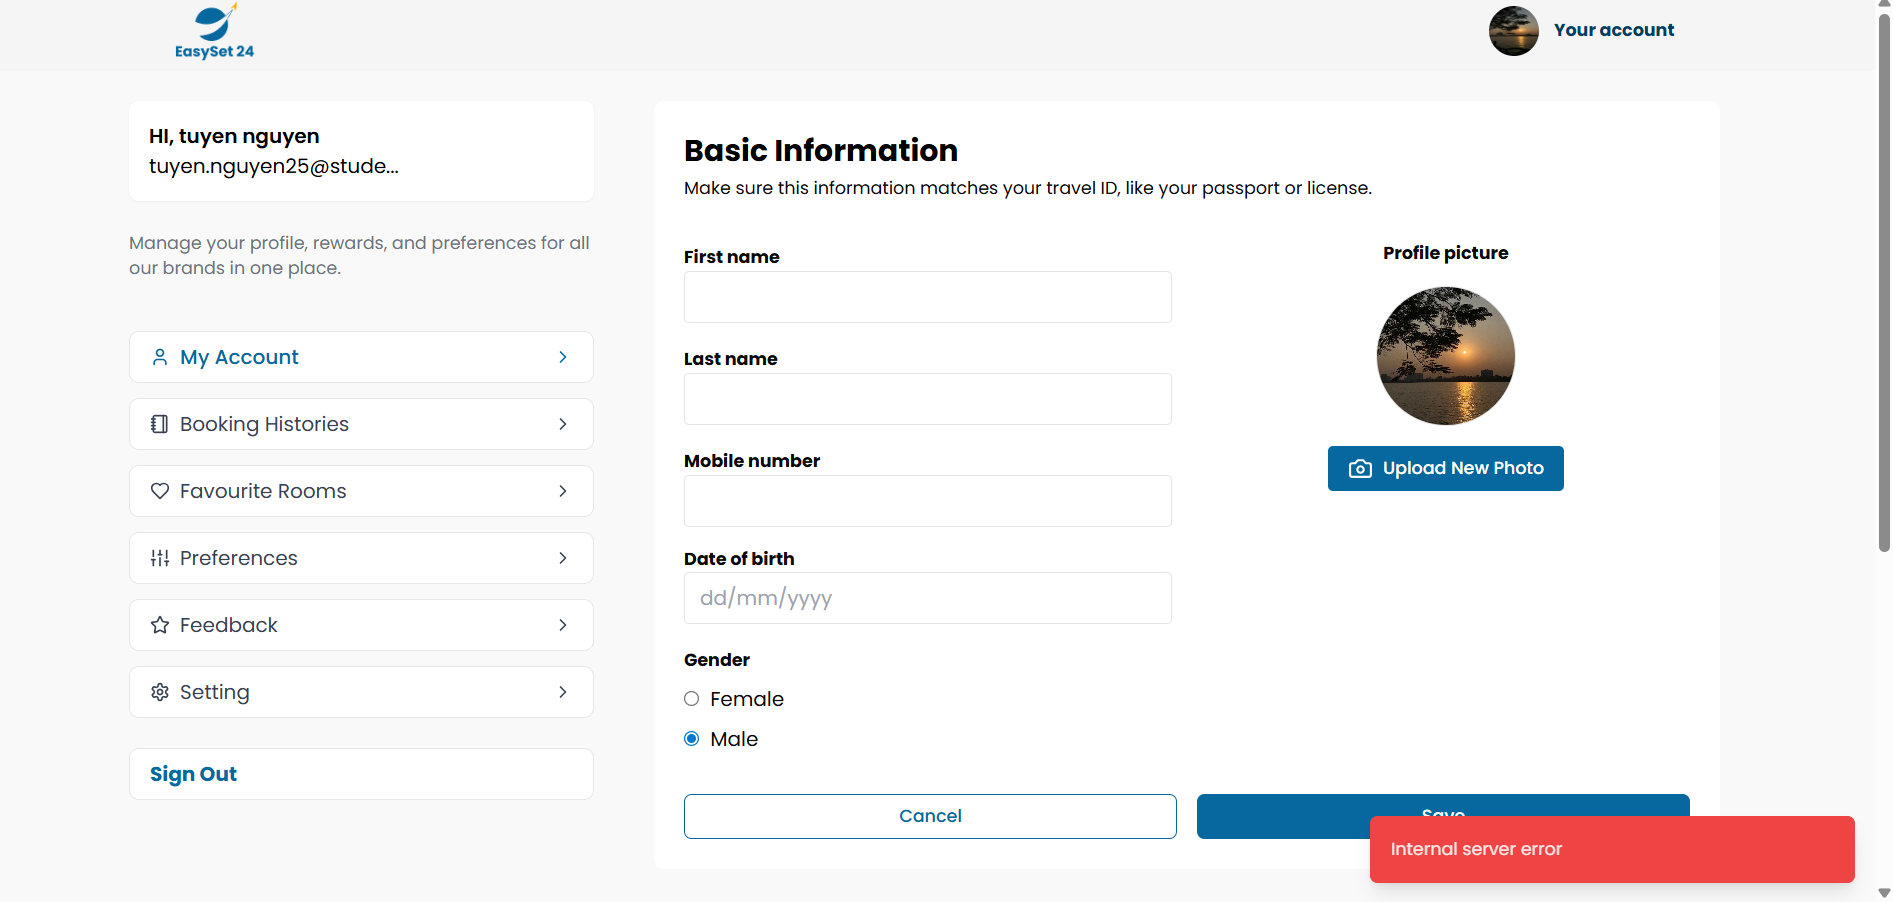 EasySet 24
Your account
HI, tuyen nguyen
tuyen.nguyen25@stude...
Manage your profile, rewards, and preferences for all
our brands in one place.
My Account
Booking Histories
Favourite Rooms
Preferences
Feedback
Setting
Sign Out
Basic Information
Make sure this information matches your travel ID, like your passport or license.
First name
Last name
Mobile number
Date of birth
dd/mm/yyyy
Gender
Female
Male
Profile picture
Upload New Photo
Cancel
Save
Internal server error